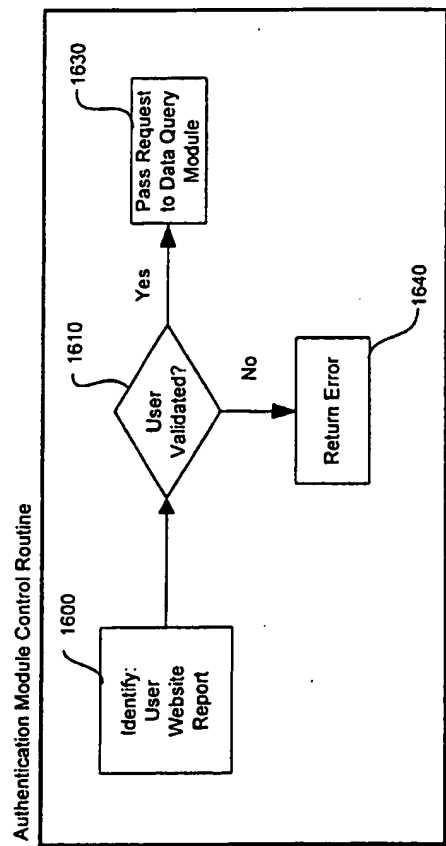 Authentication Module Control Routine
1600
Identify:
User
Website
Report
1610
User
Validated?
Yes
1630
Pass Request
to Data Query
Module
No
1640
Return Error